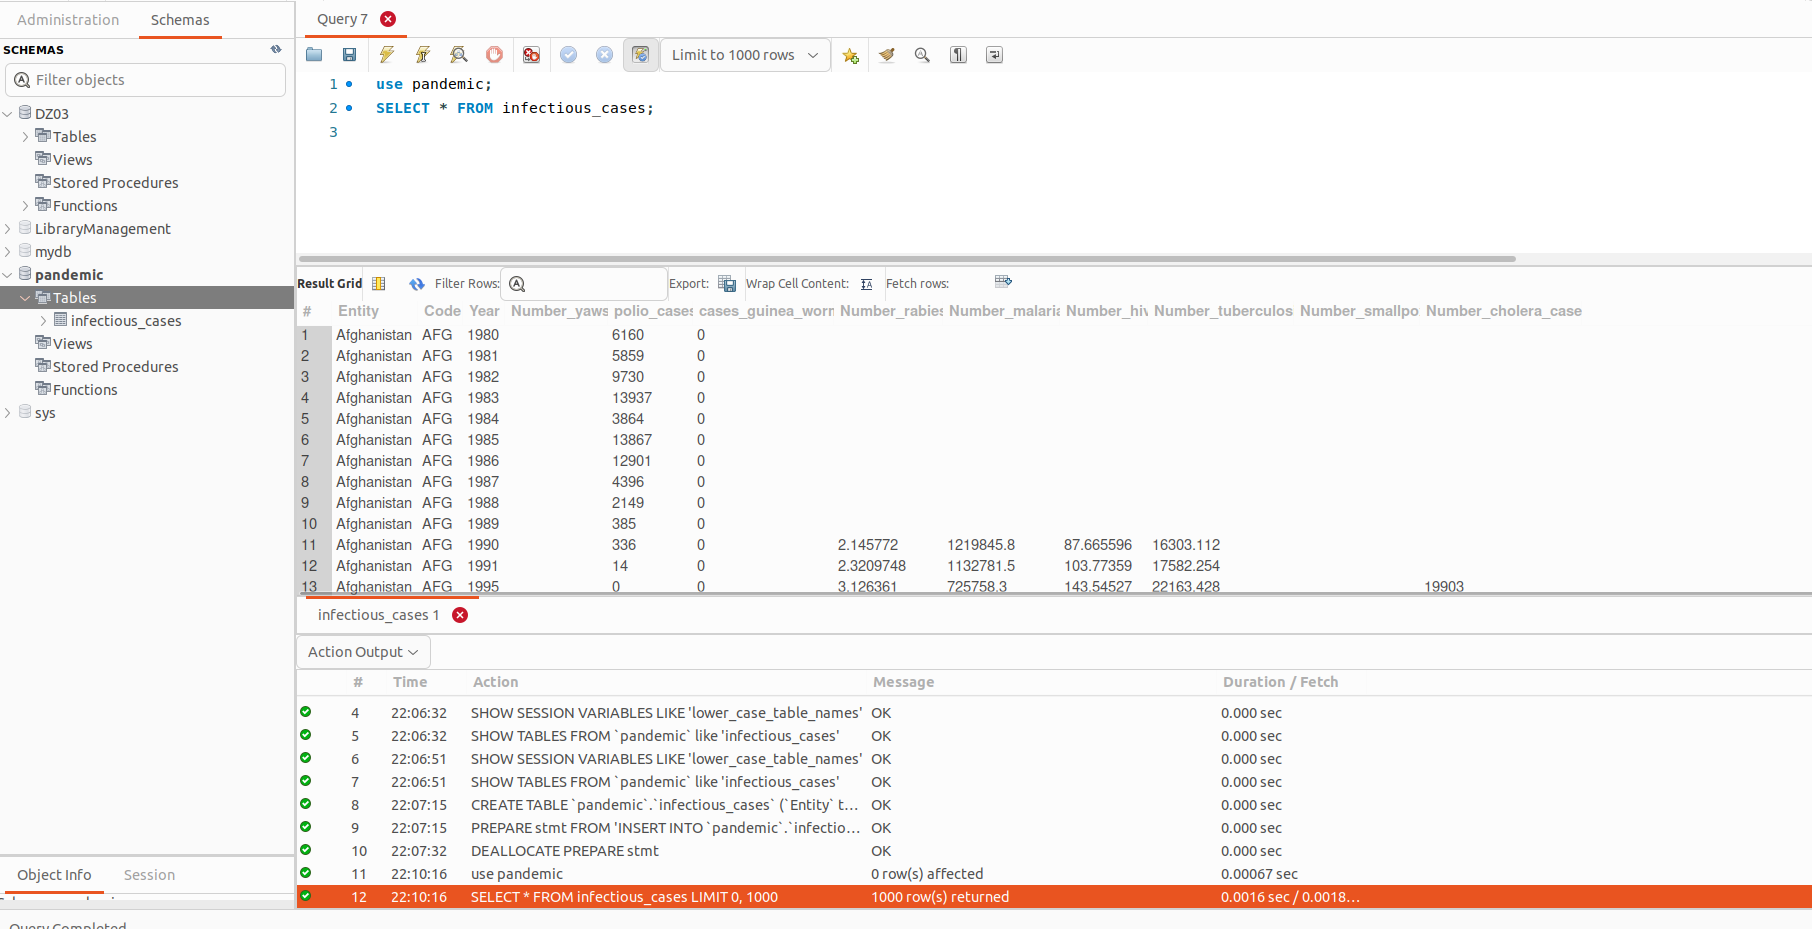 Administration Schemas
SCHEMAS
Filter objects
DZ03
Tables
Views
Stored Procedures
Functions
LibraryManagement
mydb
pandemic
Tables
infectious_cases
Views
Stored Procedures
Functions
sys
Object Info Session
Query Completed
Query 7
Limit to 1000 rows
1 use pandemic;
2 SELECT * FROM infectious_cases;
3
Result Grid Filter Rows: Export: Wrap Cell Content: Fetch rows:
# Entity Code Year Number_yaws polio_cases cases_guinea_worm Number_rabies Number_malaria Number_hiv Number_tuberculos Number_smallpo Number_cholera_case
1 Afghanistan AFG 1980 6160 0
2 Afghanistan AFG 1981 5859 0
3 Afghanistan AFG 1982 9730 0
4 Afghanistan AFG 1983 13937 0
5 Afghanistan AFG 1984 3864 0
6 Afghanistan AFG 1985 13867 0
7 Afghanistan AFG 1986 12901 0
8 Afghanistan AFG 1987 4396 0
9 Afghanistan AFG 1988 2149 0
10 Afghanistan AFG 1989 385 0
11 Afghanistan AFG 1990 336 0 2.145772 1219845.8 87.665596 16303.112
12 Afghanistan AFG 1991 14 0 2.3209748 1132781.5 103.77359 17582.254
13 Afghanistan AFG 1995 0 0 3.126361 725758.3 143.54527 22163.428 19903
infectious_cases 1
Action Output
# Time Action Message Duration / Fetch
4 22:06:32 SHOW SESSION VARIABLES LIKE 'lower_case_table_names' OK 0.000 sec
5 22:06:32 SHOW TABLES FROM `pandemic` like 'infectious_cases' OK 0.000 sec
6 22:06:51 SHOW SESSION VARIABLES LIKE 'lower_case_table_names' OK 0.000 sec
7 22:06:51 SHOW TABLES FROM `pandemic` like 'infectious_cases' OK 0.000 sec
8 22:07:15 CREATE TABLE `pandemic`.`infectious_cases` (`Entity` t... OK 0.000 sec
9 22:07:15 PREPARE stmt FROM 'INSERT INTO `pandemic`.`infectio... OK 0.000 sec
10 22:07:32 DEALLOCATE PREPARE stmt OK 0.000 sec
11 22:10:16 use pandemic 0 row(s) affected 0.00067 sec
12 22:10:16 SELECT * FROM infectious_cases LIMIT 0, 1000 1000 row(s) returned 0.0016 sec / 0.0018...